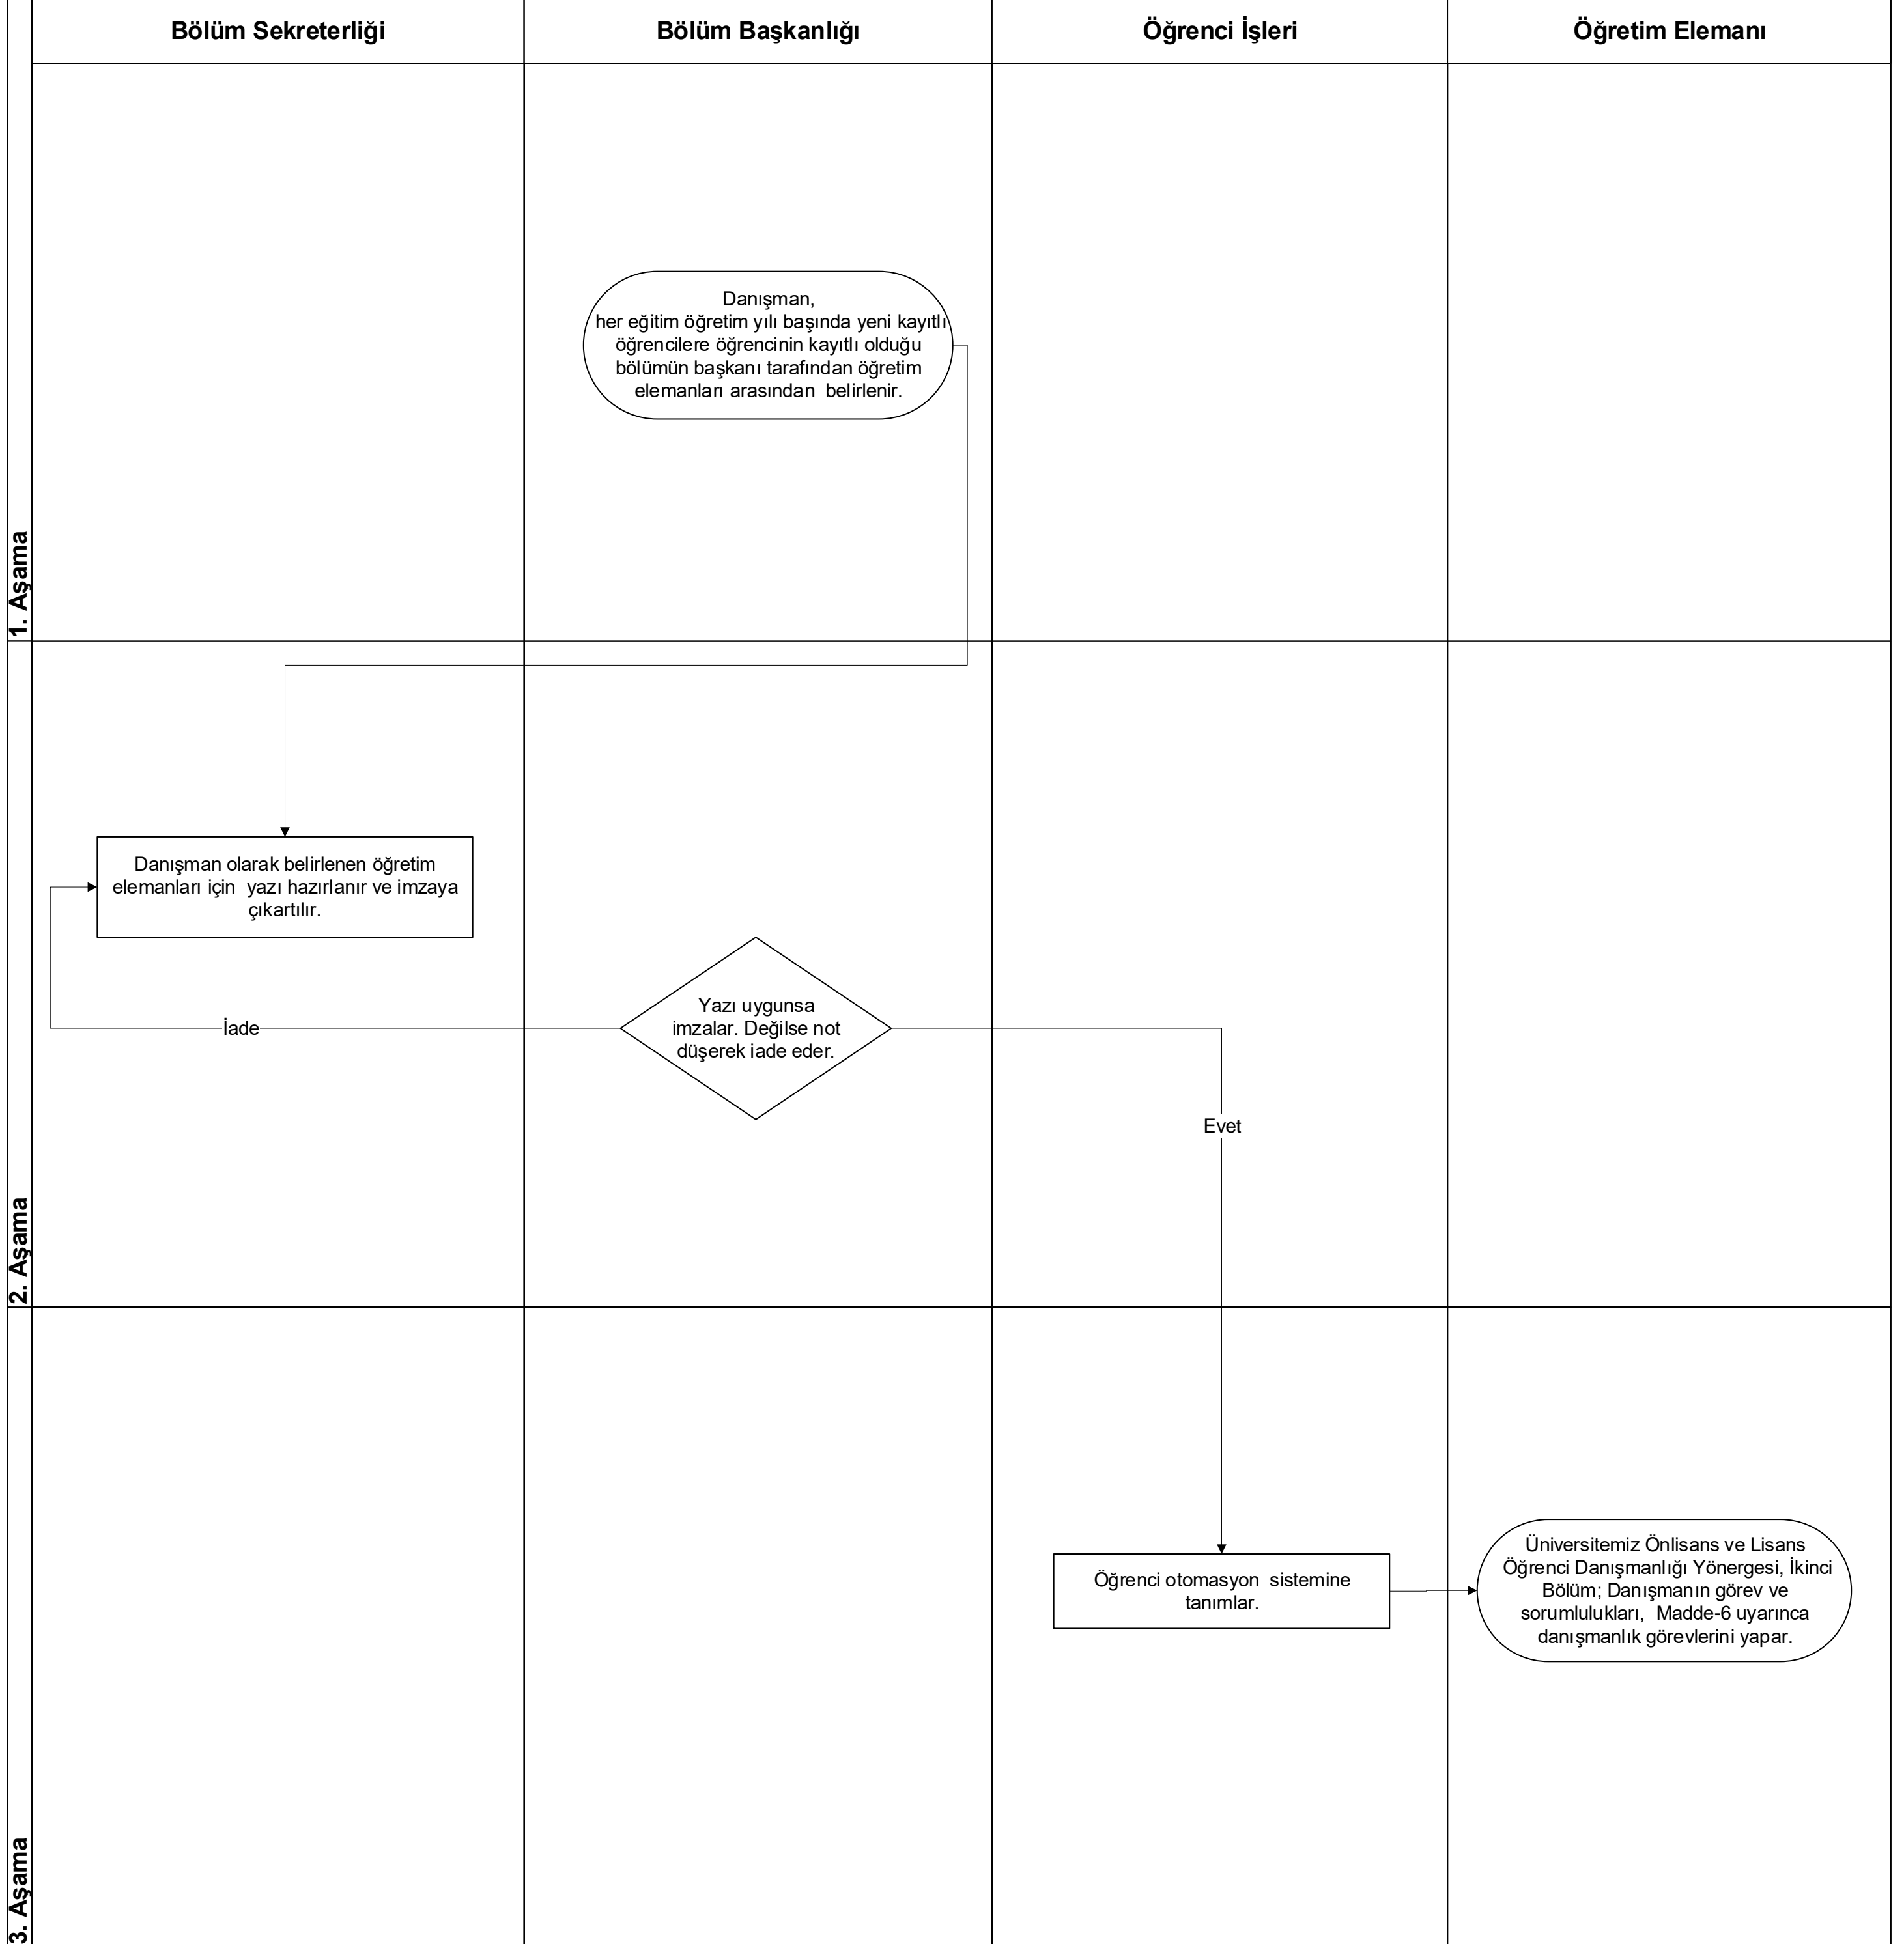 Bölüm Sekreterliği
Bölüm Başkanlığı
Öğrenci İşleri
Öğretim Elemanı
1. Aşama
Danışman,
her eğitim öğretim yılı başında yeni kayıtlı
öğrencilere öğrencinin kayıtlı olduğu
bölümün başkanı tarafından öğretim
elemanları arasından belirlenir.
2. Aşama
Danışman olarak belirlenen öğretim
elemanları için yazı hazırlanır ve imzaya
çıkartılır.
Yazı uygunsa
imzalar. Değilse not
düşerek iade eder.
İade
Evet
3. Aşama
Öğrenci otomasyon sistemine
tanımlar.
Üniversitemiz Önlisans ve Lisans
Öğrenci Danışmanlığı Yönergesi, İkinci
Bölüm; Danışmanın görev ve
sorumlulukları, Madde-6 uyarınca
danışmanlık görevlerini yapar.